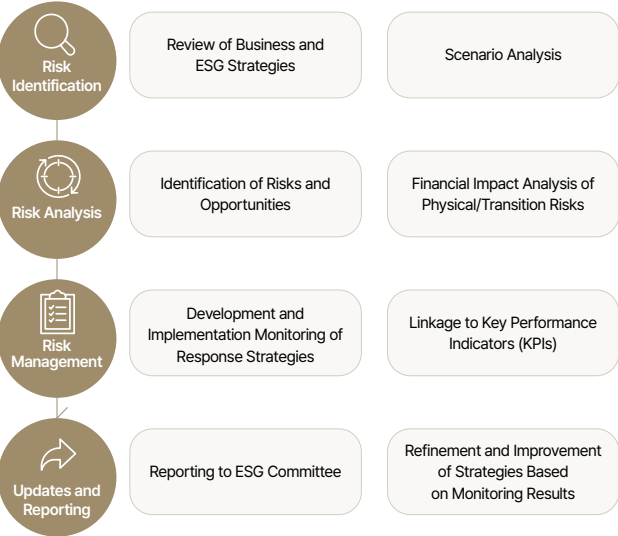 Risk
Identification
Review of Business and
ESG Strategies
Scenario Analysis
Risk Analysis
Identification of Risks and
Opportunities
Financial Impact Analysis of
Physical/Transition Risks
Risk
Management
Development and
Implementation Monitoring of
Response Strategies
Linkage to Key Performance
Indicators (KPIs)
Updates and
Reporting
Reporting to ESG Committee
Refinement and Improvement
of Strategies Based
on Monitoring Results